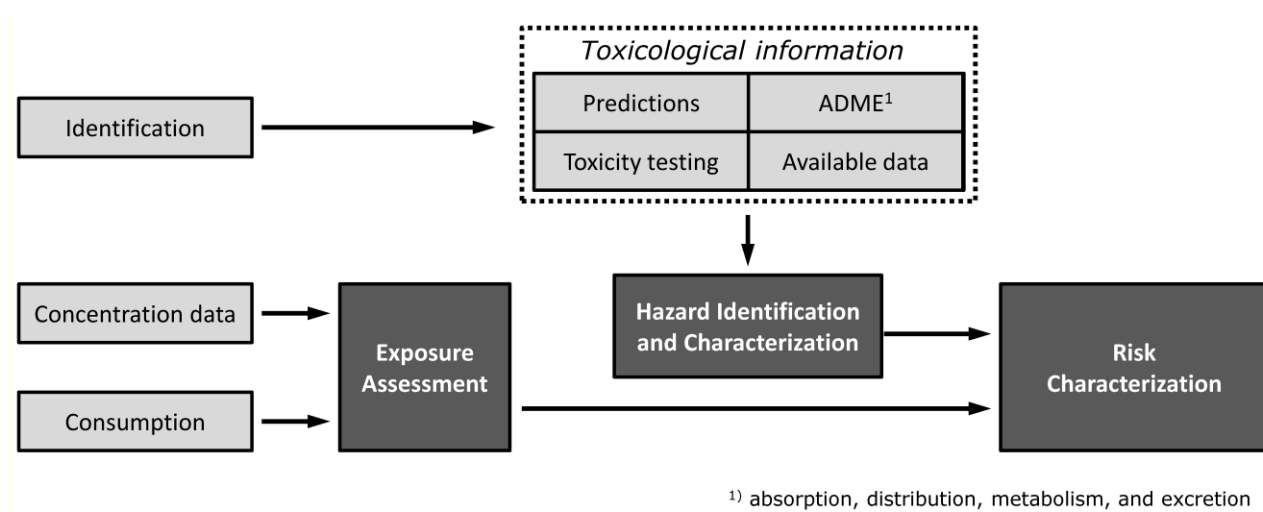 Toxicological information
Predictions
ADME¹
Toxicity testing
Available data
Identification
Concentration data
Consumption
Exposure
Assessment
Hazard Identification
and Characterization
Risk
Characterization
¹⁾ absorption, distribution, metabolism, and excretion